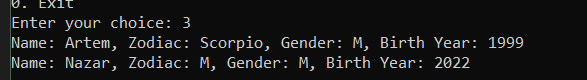 0. Exit
Enter your choice: 3
Name: Artem, Zodiac: Scorpio, Gender: M, Birth Year: 1999
Name: Nazar, Zodiac: M, Gender: M, Birth Year: 2022